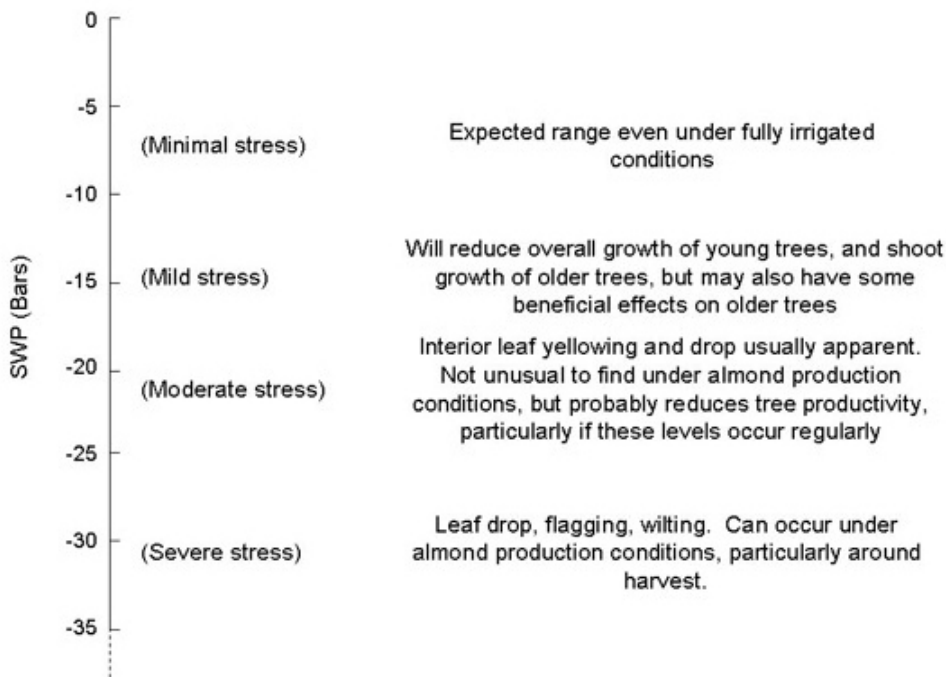 0
-5
(Minimal stress)
Expected range even under fully irrigated
conditions
-10
SWP (Bars)
-15
(Mild stress)
Will reduce overall growth of young trees, and shoot
growth of older trees, but may also have some
beneficial effects on older trees
-20
(Moderate stress)
Interior leaf yellowing and drop usually apparent.
Not unusual to find under almond production
conditions, but probably reduces tree productivity,
particularly if these levels occur regularly
-25
-30
(Severe stress)
Leaf drop, flagging, wilting.  Can occur under
almond production conditions, particularly around
harvest.
-35